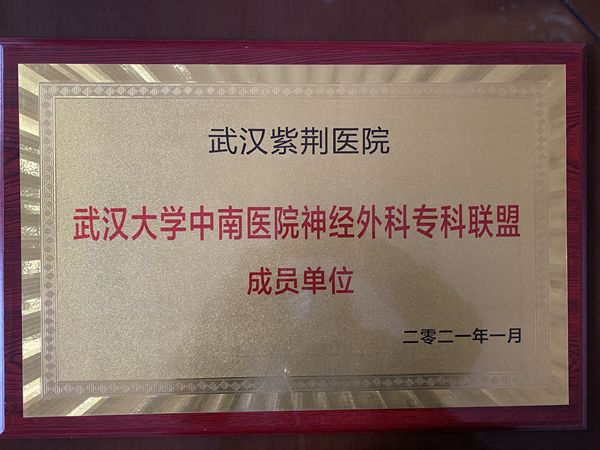 武汉紫荆医院
武汉大学中南医院神经外科专科联盟
成员单位
二零二一年一月